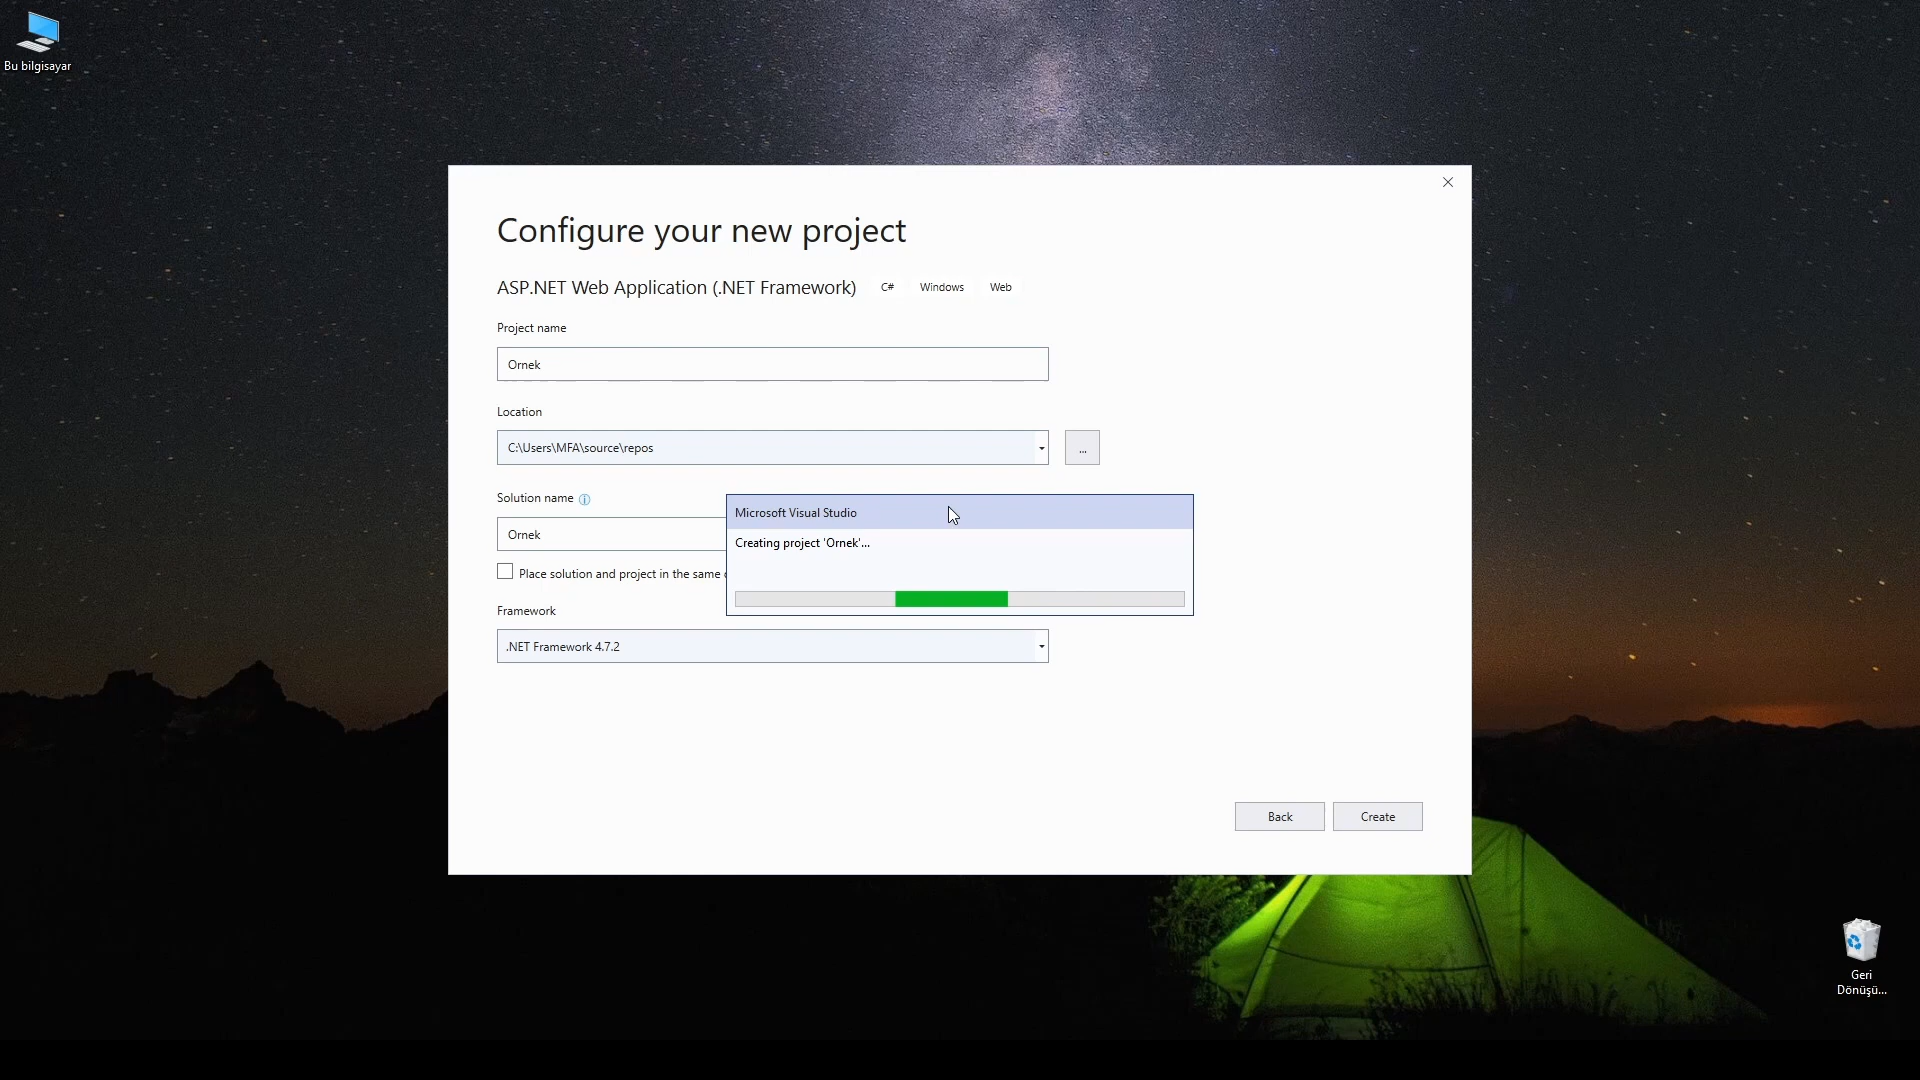 Bu bilgisayar
Configure your new project
ASP.NET Web Application (.NET Framework) C# Windows Web
Project name
Ornek
Location
C:\Users\MFA\source\repos
...
Solution name
Ornek
Place solution and project in the same
Microsoft Visual Studio
Creating project 'Ornek'...
Framework
.NET Framework 4.7.2
Back
Create
Geri
Dönüşü...